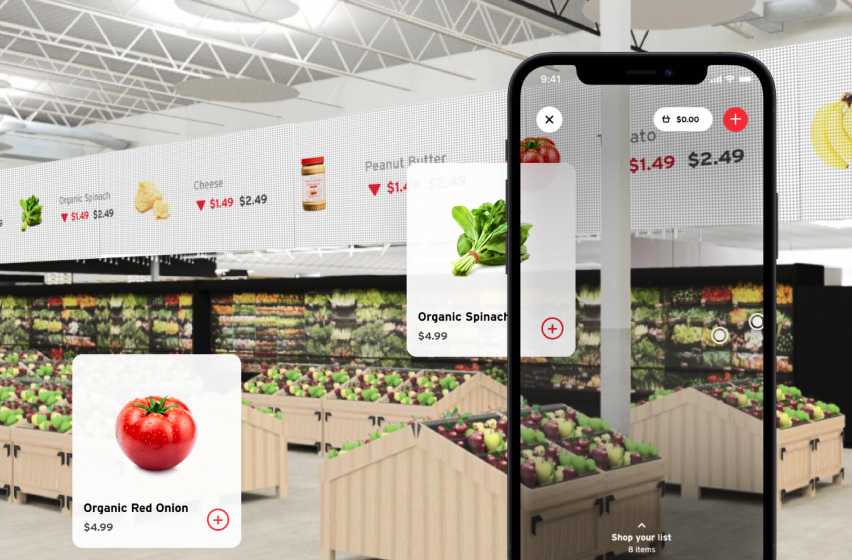 9:41
$0.00
Organic Spinach
$1.49 $2.49
Cheese
$1.49 $2.49
Peanut Butter
$1.49 $2.49
ato
$1.49 $2.49
Organic Spinach
$4.99
Organic Red Onion
$4.99
Shop your list
8 items